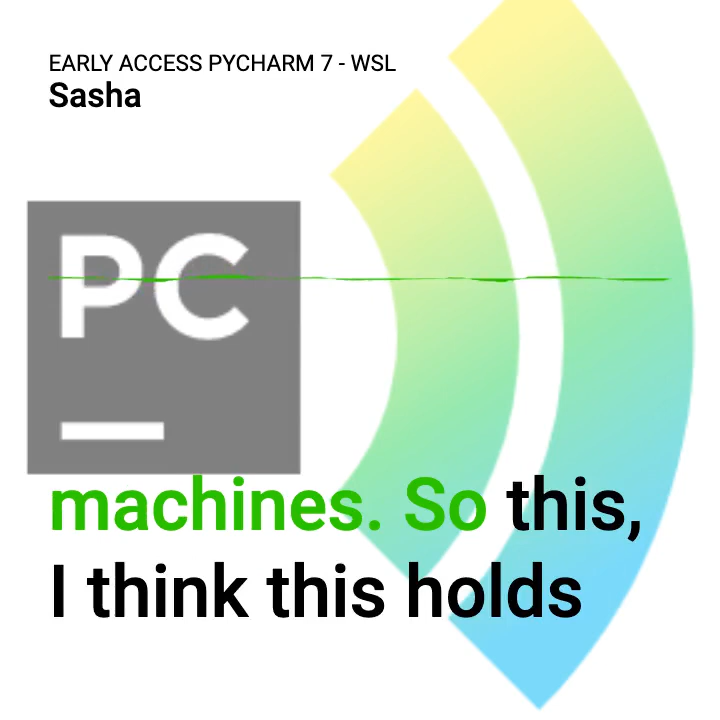 EARLY ACCESS PYCHARM 7 - WSL
Sasha
PC
machines. So this,
I think this holds